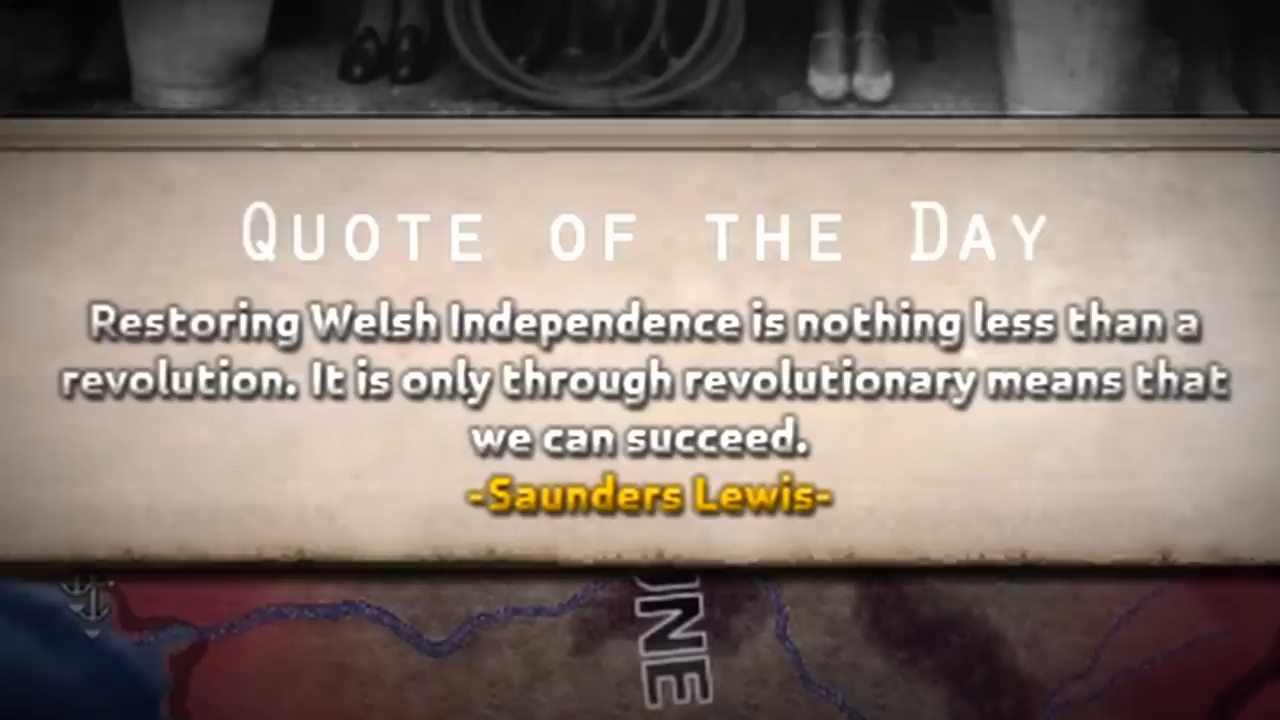 Quote of the Day
Restoring Welsh Independence is nothing less than a
revolution. It is only through revolutionary means that
we can succeed.
-Saunders Lewis-
UNE